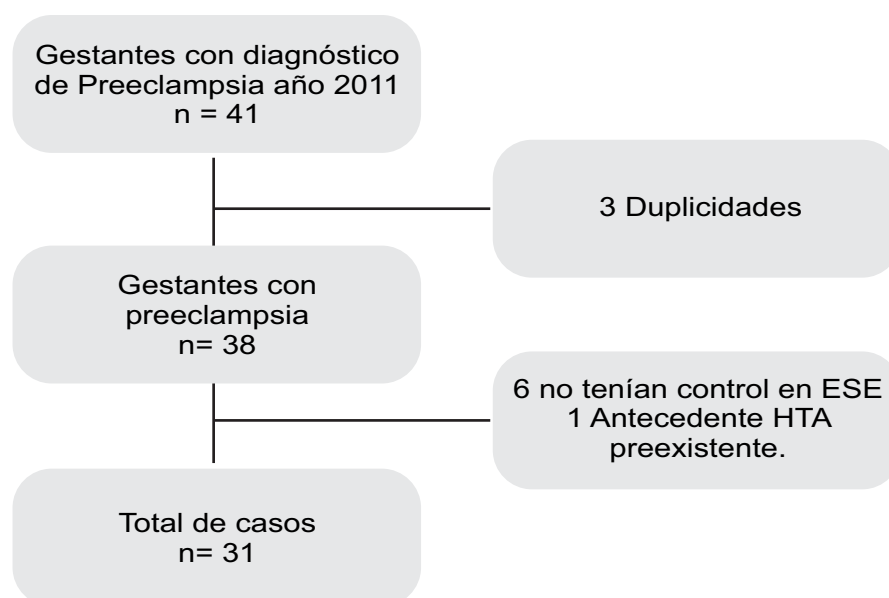 Gestantes con diagnóstico
de Preeclampsia año 2011
n = 41
3 Duplicidades
Gestantes con
preeclampsia
n= 38
6 no tenían control en ESE
1 Antecedente HTA
preexistente.
Total de casos
n= 31